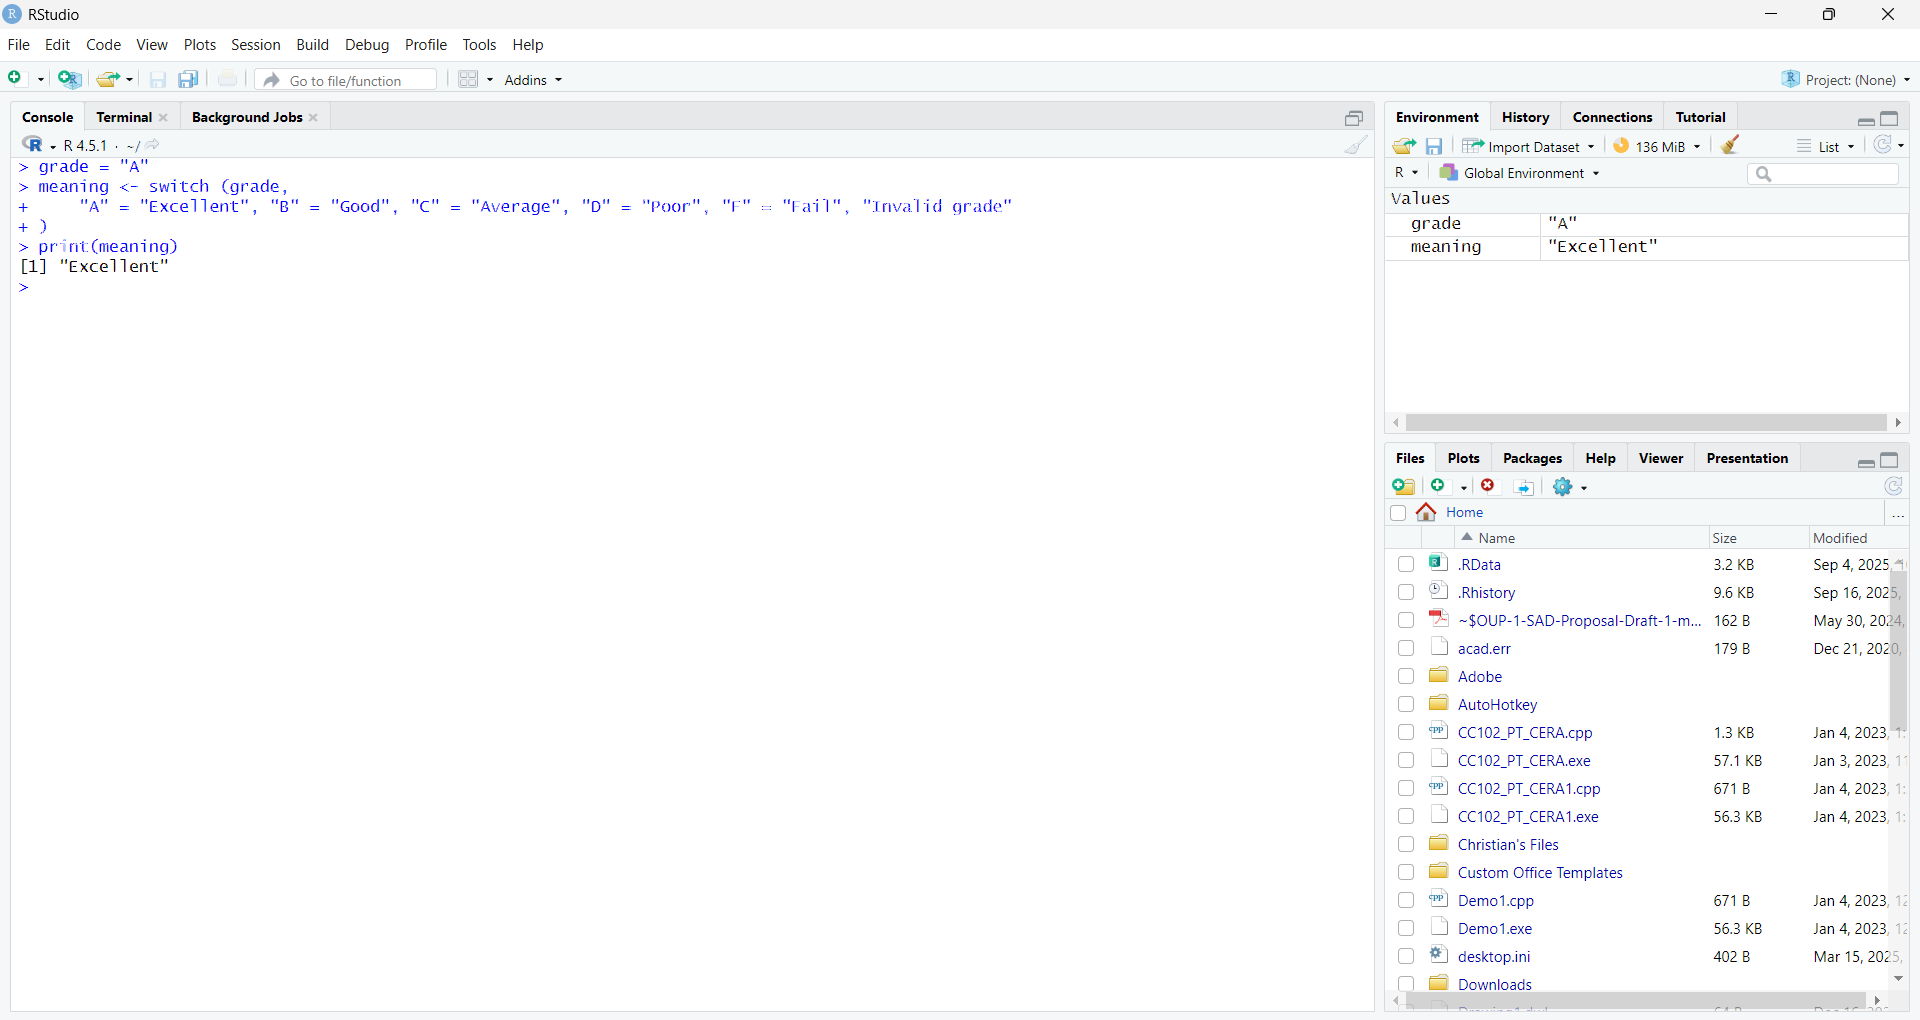 RStudio
File Edit Code View Plots Session Build Debug Profile Tools Help
Go to file/function Addins Project: (None)
Console Terminal Background Jobs
R 4.5.1 · ~/
> grade = "A"
> meaning <- switch (grade,
+ "A" = "Excellent", "B" = "Good", "C" = "Average", "D" = "Poor", "F" = "Fail", "Invalid grade"
+ )
> print(meaning)
[1] "Excellent"
>
Environment History Connections Tutorial
Import Dataset 136 MiB List
R Global Environment
Values
grade "A"
meaning "Excellent"
Files Plots Packages Help Viewer Presentation
Home ...
Name Size Modified
.RData 3.2 KB Sep 4, 2025,
.Rhistory 9.6 KB Sep 16, 2025,
~$OUP-1-SAD-Proposal-Draft-1-m... 162 B May 30, 2024,
acad.err 179 B Dec 21, 2020,
Adobe
AutoHotkey
CC102_PT_CERA.cpp 1.3 KB Jan 4, 2023, 1:
CC102_PT_CERA.exe 57.1 KB Jan 3, 2023, 11
CC102_PT_CERA1.cpp 671 B Jan 4, 2023, 1:
CC102_PT_CERA1.exe 56.3 KB Jan 4, 2023, 1:
Christian's Files
Custom Office Templates
Demo1.cpp 671 B Jan 4, 2023, 12
Demo1.exe 56.3 KB Jan 4, 2023, 12
desktop.ini 402 B Mar 15, 2025,
Downloads